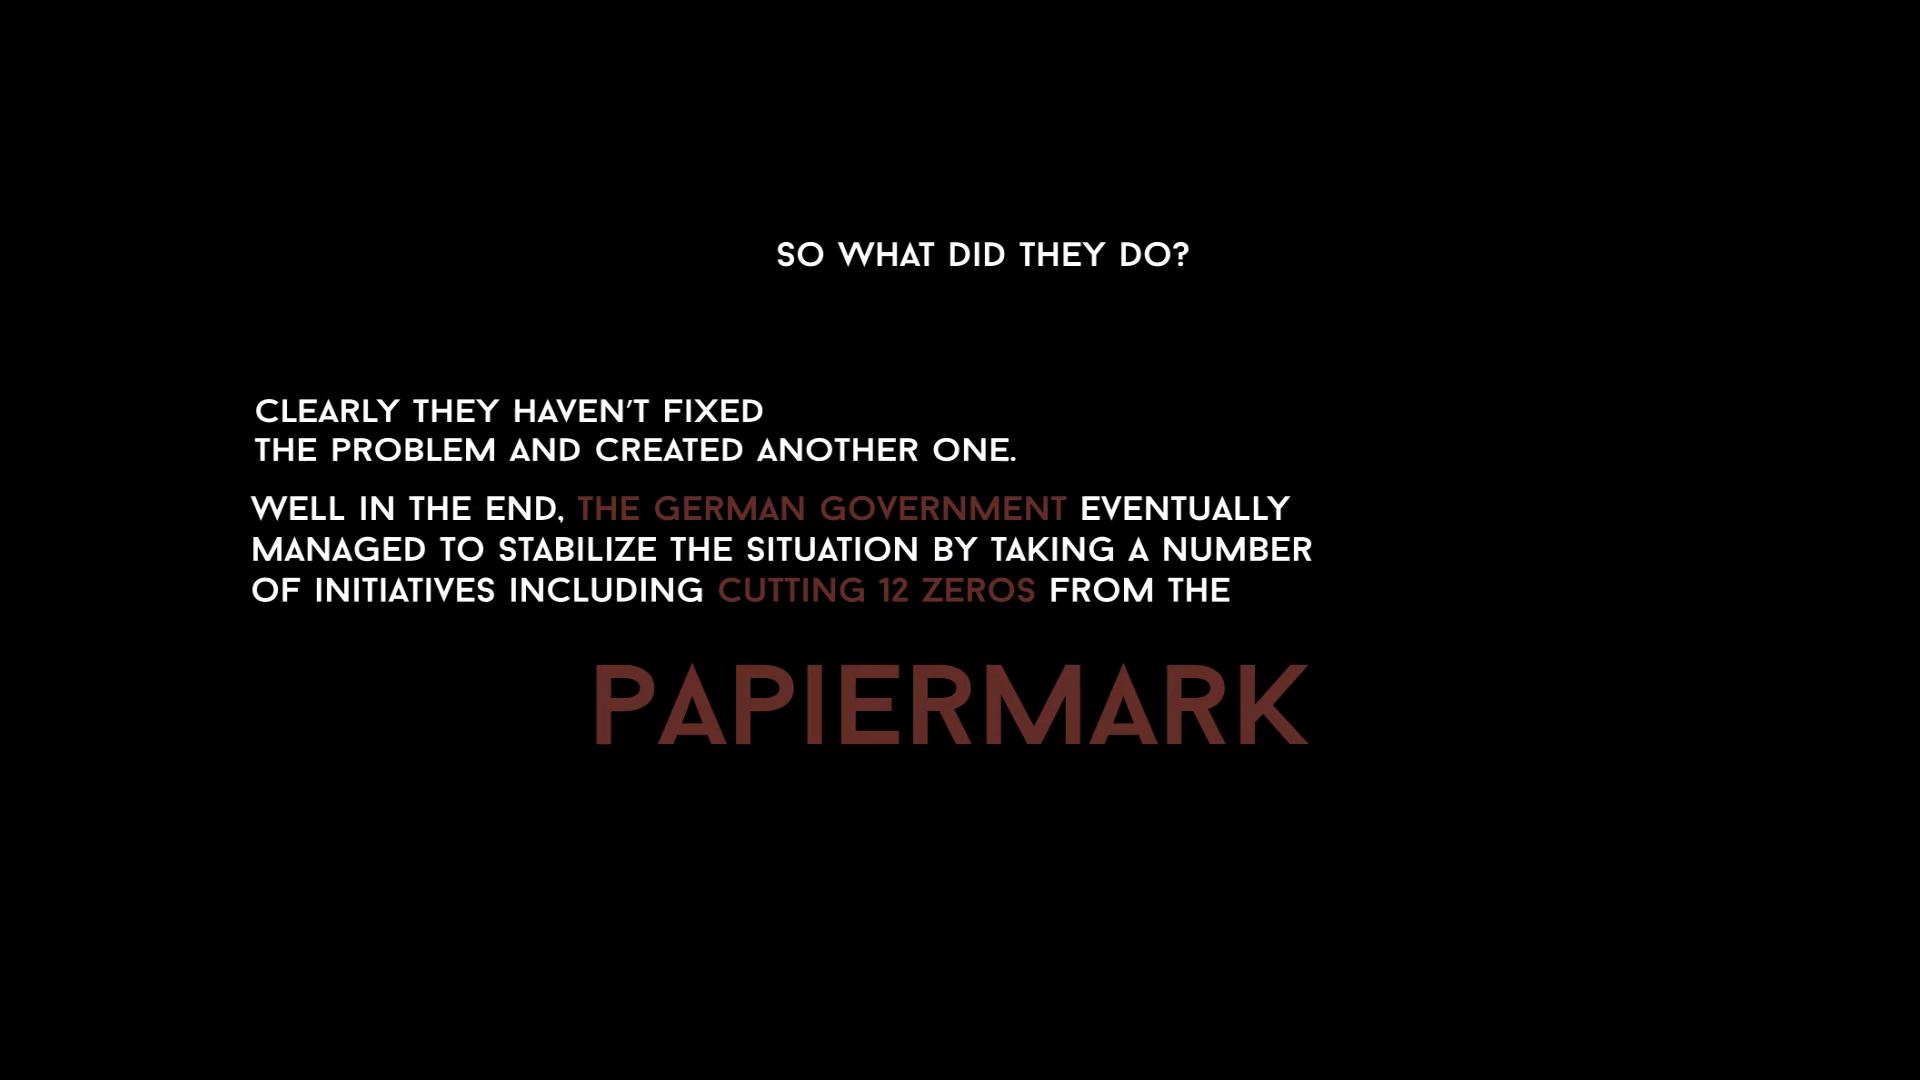 SO WHAT DID THEY DO?
CLEARLY THEY HAVEN'T FIXED
THE PROBLEM AND CREATED ANOTHER ONE.
WELL IN THE END, THE GERMAN GOVERNMENT EVENTUALLY
MANAGED TO STABILIZE THE SITUATION BY TAKING A NUMBER
OF INITIATIVES INCLUDING CUTTING 12 ZEROS FROM THE
PAPIERMARK